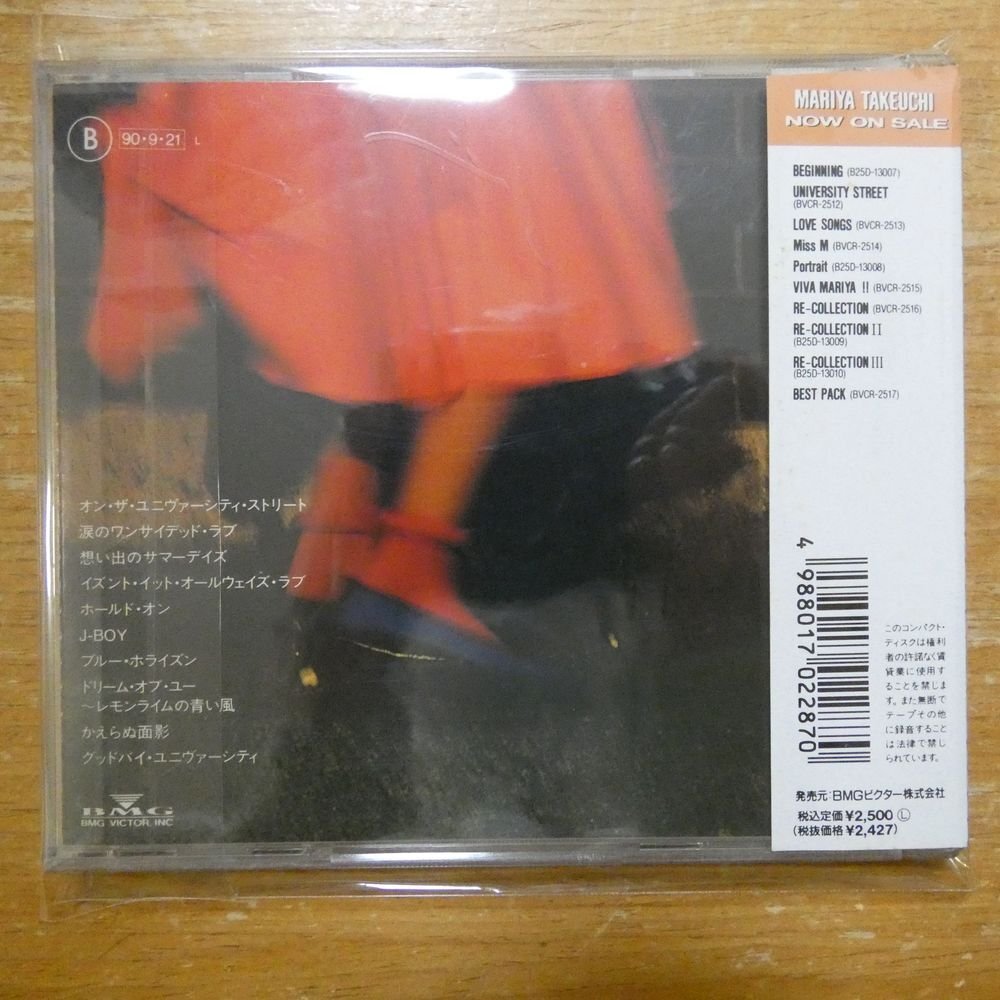 B
90・9・21 L
オン・ザ・ユニヴァーシティ・ストリート
涙のワンサイデッド・ラブ
想い出のサマーデイズ
イズント・イット・オールウェイズ・ラブ
ホールド・オン
J-BOY
ブルー・ホライズン
ドリーム・オブ・ユー
〜レモンライムの青い風
かえらぬ面影
グッドバイ・ユニヴァーシティ
BMG
BMG VICTOR, INC
MARIYA TAKEUCHI
NOW ON SALE
BEGINNING (B25D-13007)
UNIVERSITY STREET
(BVCR-2512)
LOVE SONGS (BVCR-2513)
Miss M (BVCR-2514)
Portrait (B25D-13008)
VIVA MARIYA !! (BVCR-2515)
RE-COLLECTION (BVCR-2516)
RE-COLLECTION II
(B25D-13009)
RE-COLLECTION III
(B25D-13010)
BEST PACK (BVCR-2517)
4 988017 022870
このコンパクト・
ディスクは権利
者の許諾なく賃
貸業に使用す
ることを禁じま
す。また無断で
テープその他
に録音すること
は法律で禁じ
られています。
発売元:BMGビクター株式会社
税込定価¥2,500 Ⓛ
(税抜価格¥2,427)